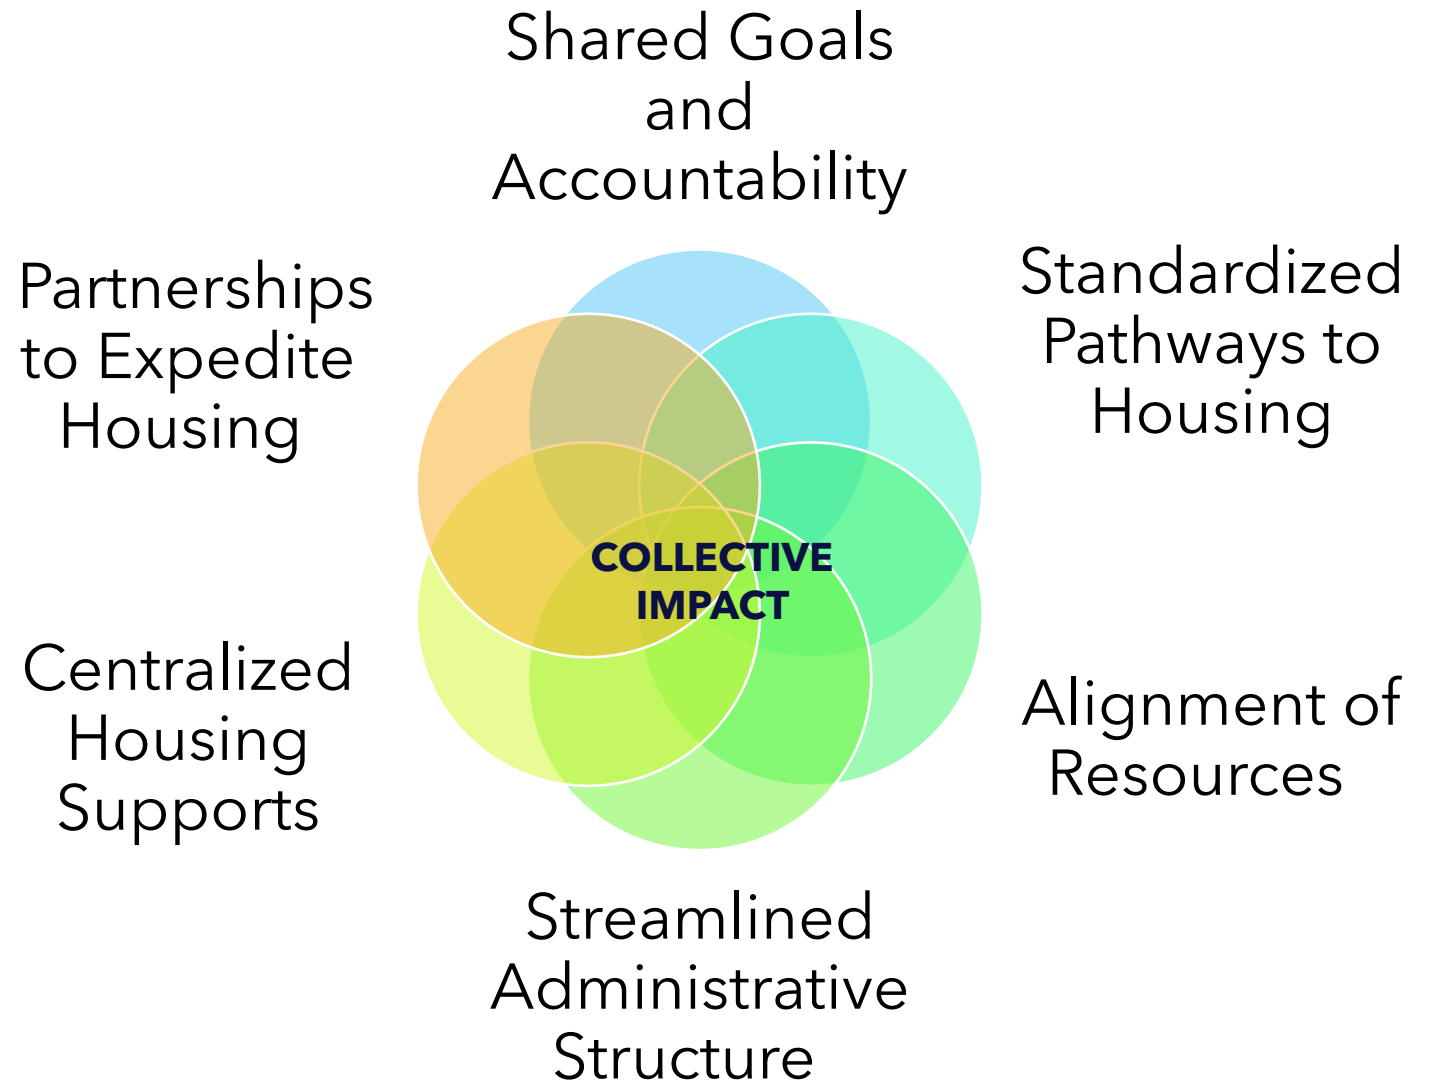 Shared Goals
and
Accountability
Standardized
Pathways to
Housing
Alignment of
Resources
Streamlined
Administrative
Structure
Centralized
Housing
Supports
Partnerships
to Expedite
Housing
COLLECTIVE
IMPACT